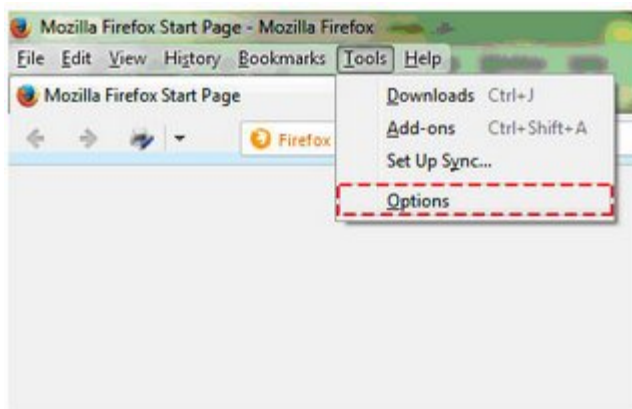 Mozilla Firefox Start Page - Mozilla Firefox
File Edit View History Bookmarks Tools Help
Mozilla Firefox Start Page
Downloads Ctrl+J
Add-ons Ctrl+Shift+A
Firefox
Set Up Sync...
Options